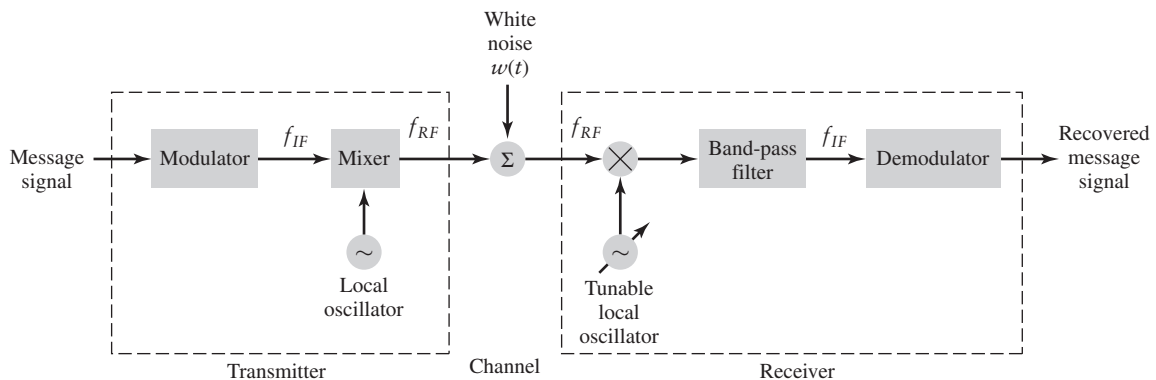 White
noise
w(t)
Message
signal
Modulator
f_IF
Mixer
f_RF
Σ
f_RF
Band-pass
filter
f_IF
Demodulator
Recovered
message
signal
~
Local
oscillator
~
Tunable
local
oscillator
Transmitter
Channel
Receiver